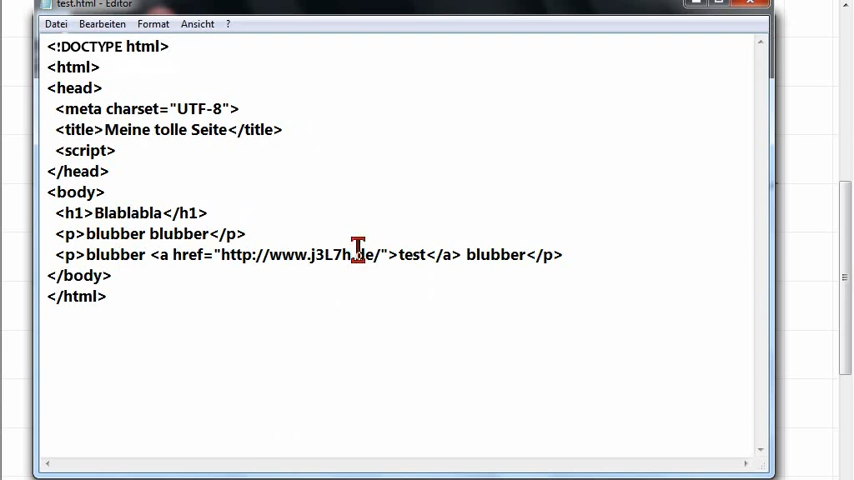 test.html - Editor
Datei Bearbeiten Format Ansicht ?
<!DOCTYPE html>
<html>
<head>
<meta charset="UTF-8">
<title>Meine tolle Seite</title>
<script>
</head>
<body>
<h1>Blablabla</h1>
<p>blubber blubber</p>
<p>blubber <a href="http://www.j3L7h.de/">test</a> blubber</p>
</body>
</html>